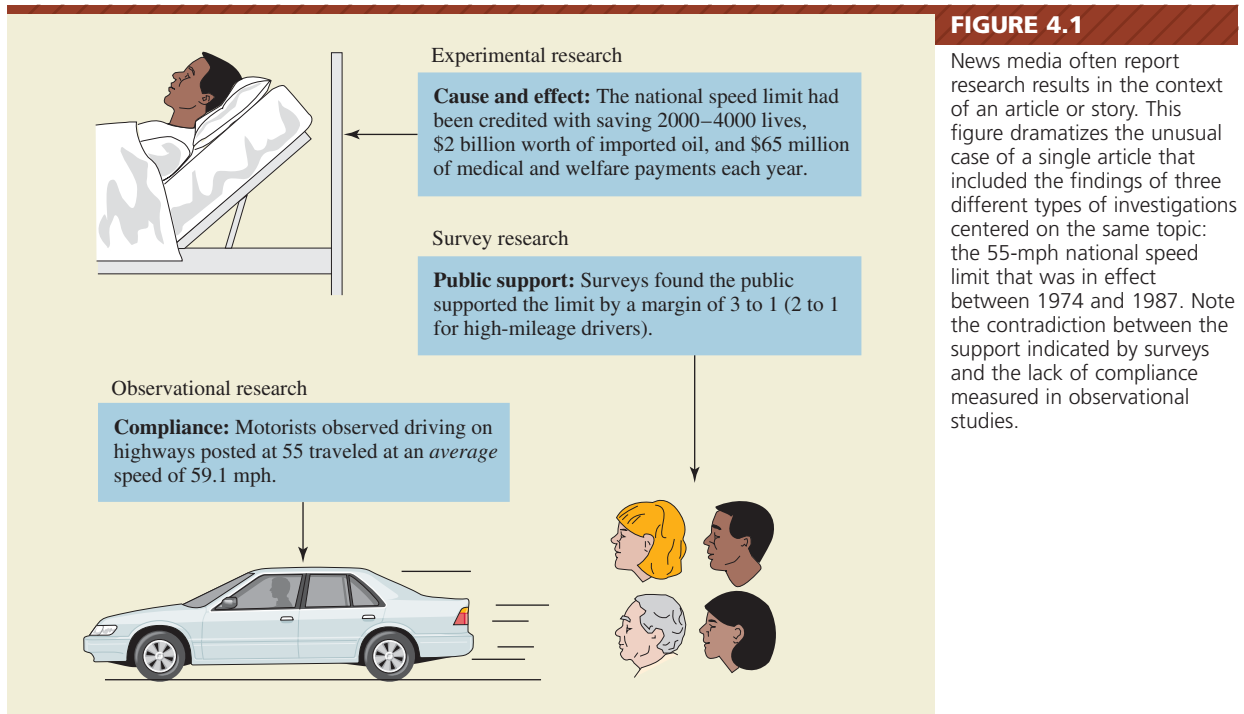 Experimental research
Cause and effect: The national speed limit had
been credited with saving 2000–4000 lives,
$2 billion worth of imported oil, and $65 million
of medical and welfare payments each year.
Survey research
Public support: Surveys found the public
supported the limit by a margin of 3 to 1 (2 to 1
for high-mileage drivers).
Observational research
Compliance: Motorists observed driving on
highways posted at 55 traveled at an average
speed of 59.1 mph.
FIGURE 4.1
News media often report
research results in the context
of an article or story. This
figure dramatizes the unusual
case of a single article that
included the findings of three
different types of investigations
centered on the same topic:
the 55-mph national speed
limit that was in effect
between 1974 and 1987. Note
the contradiction between the
support indicated by surveys
and the lack of compliance
measured in observational
studies.